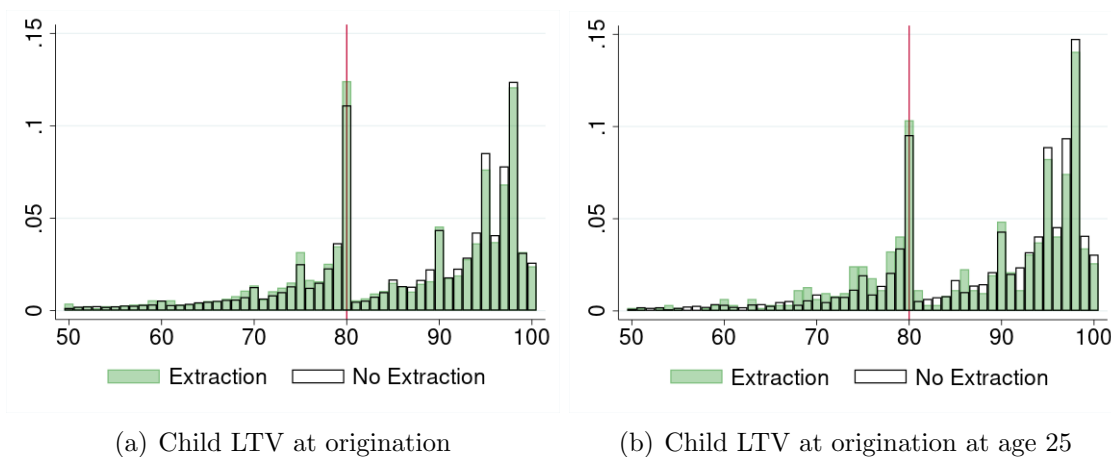 .15
.1
.05
0
50 60 70 80 90 100
Extraction No Extraction
(a) Child LTV at origination
.15
.1
.05
0
50 60 70 80 90 100
Extraction No Extraction
(b) Child LTV at origination at age 25